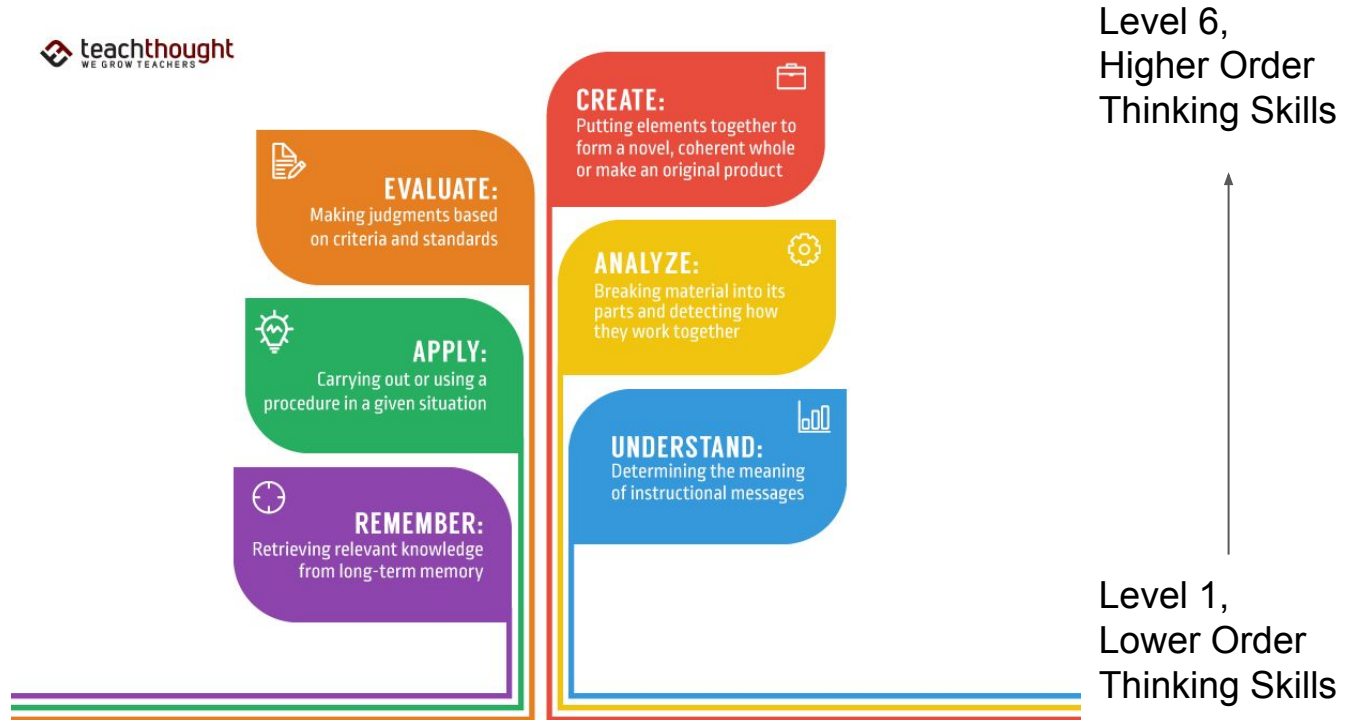 teachthought
WE GROW TEACHERS
CREATE:
Putting elements together to
form a novel, coherent whole
or make an original product
EVALUATE:
Making judgments based
on criteria and standards
ANALYZE:
Breaking material into its
parts and detecting how
they work together
APPLY:
Carrying out or using a
procedure in a given situation
UNDERSTAND:
Determining the meaning
of instructional messages
REMEMBER:
Retrieving relevant knowledge
from long-term memory
Level 6,
Higher Order
Thinking Skills
Level 1,
Lower Order
Thinking Skills